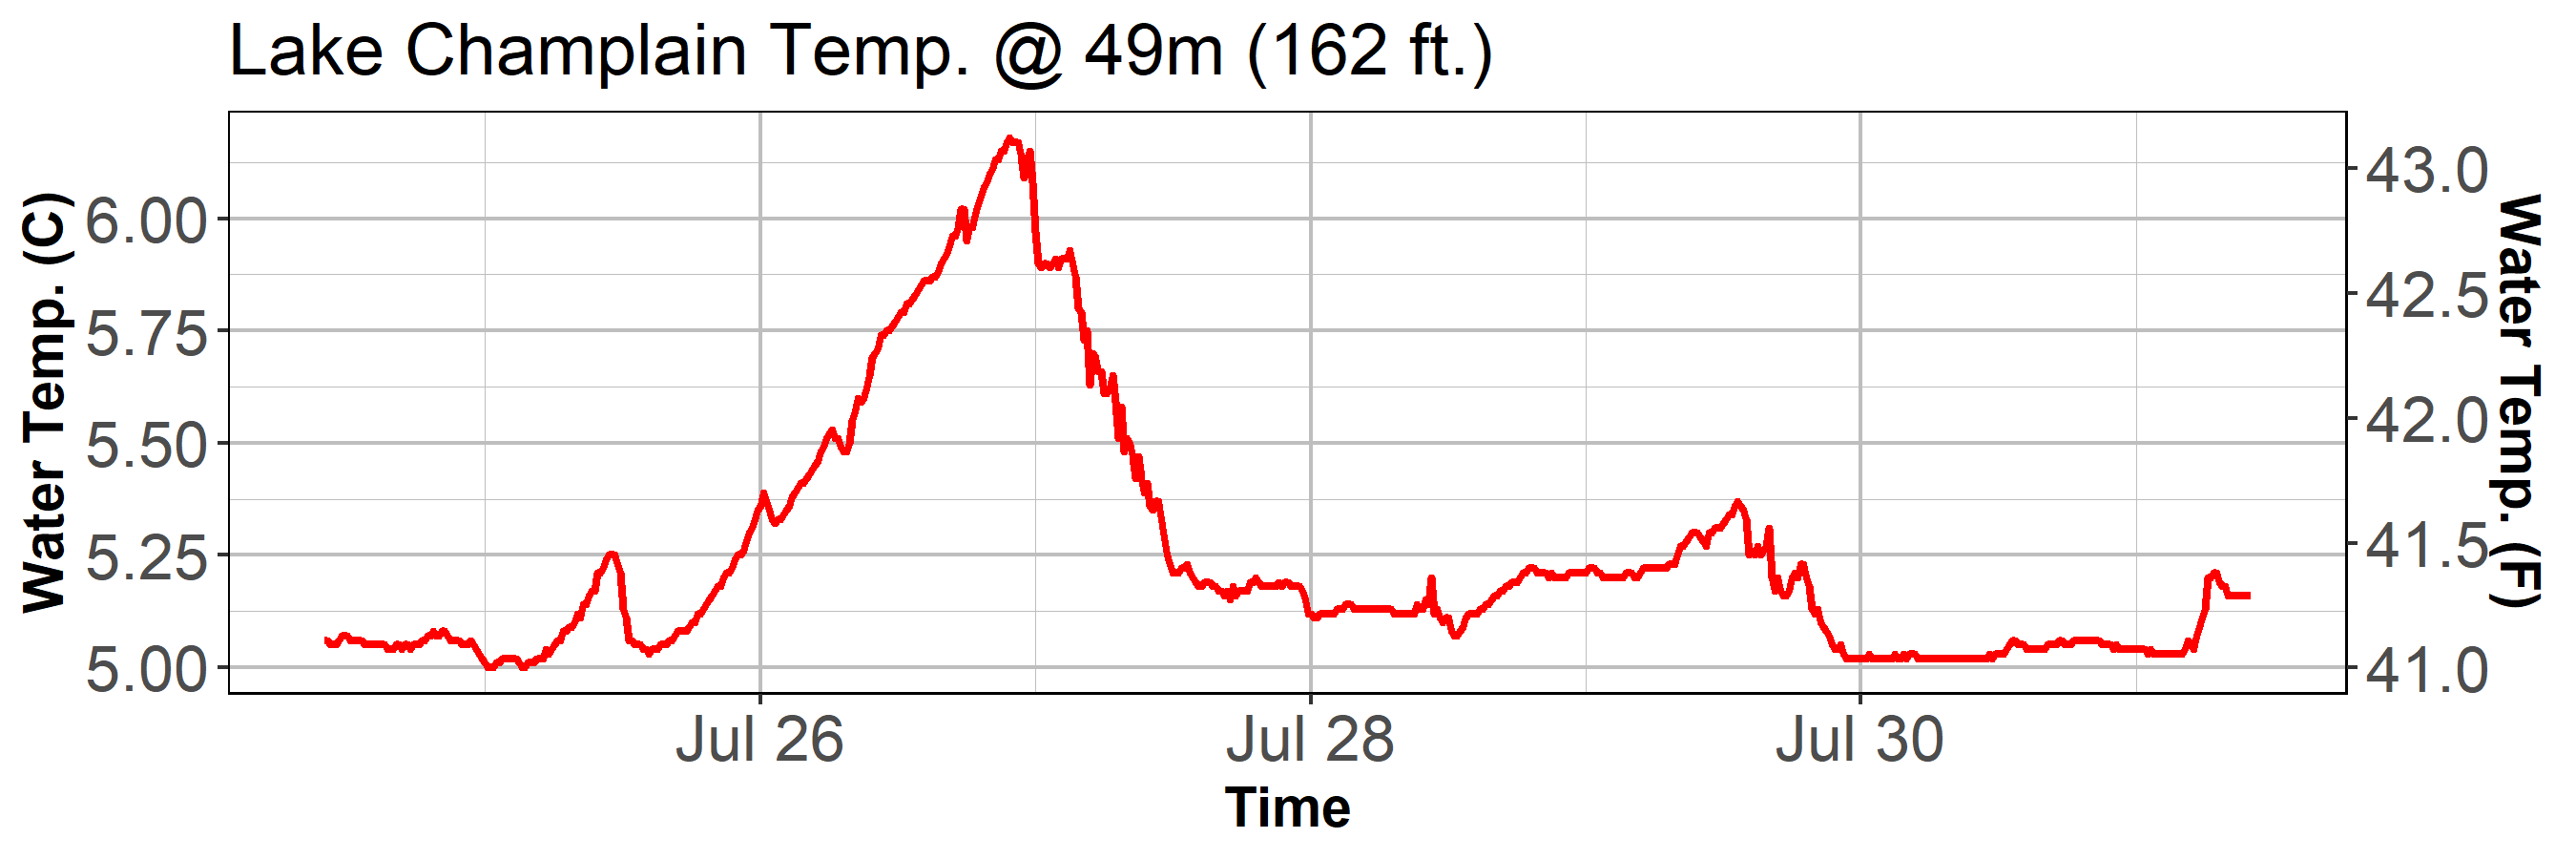 Lake Champlain Temp. @ 49m (162 ft.)
Water Temp. (C)
6.00
5.75
5.50
5.25
5.00
43.0
42.5
42.0
41.5
41.0
Water Temp. (F)
Jul 26 Jul 28 Jul 30
Time